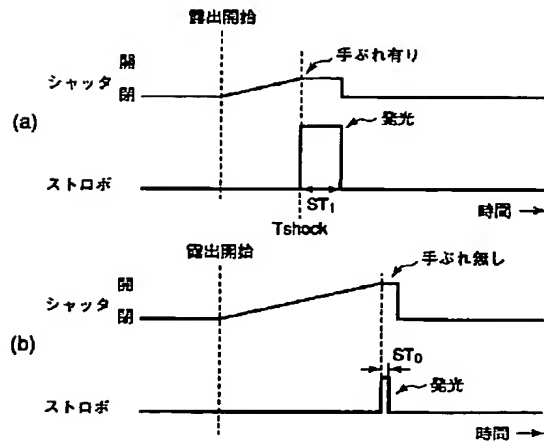 露出開始
開
シャッタ
閉
手ぶれ有り
(a)
発光
ストロボ
ST1
時間
Tshock
露出開始
手ぶれ無し
開
シャッタ
閉
(b)
ST0
発光
ストロボ
時間